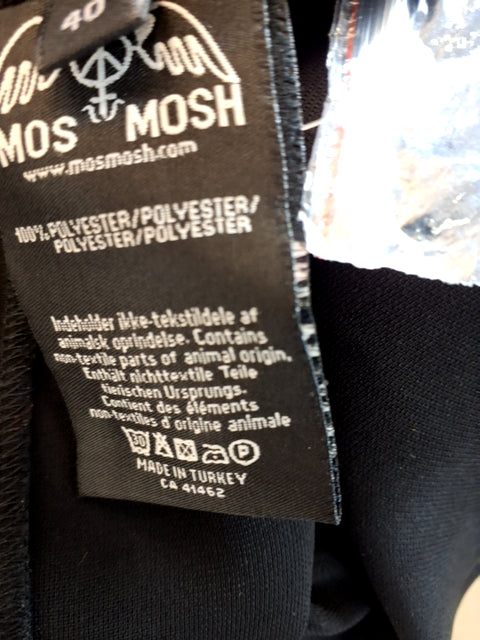 40
MOS MOSH
www.mosmosh.com
100% POLYESTER/POLYESTER/
POLYESTER/POLYESTER
Indeholder ikke-tekstildele af
animalsk oprindelse. Contains
non-textile parts of animal origin.
Enthält nichttextile Teile
tierischen Ursprungs.
Contient des éléments
non-textiles d'origine animale
30 P
MADE IN TURKEY
CA 41462